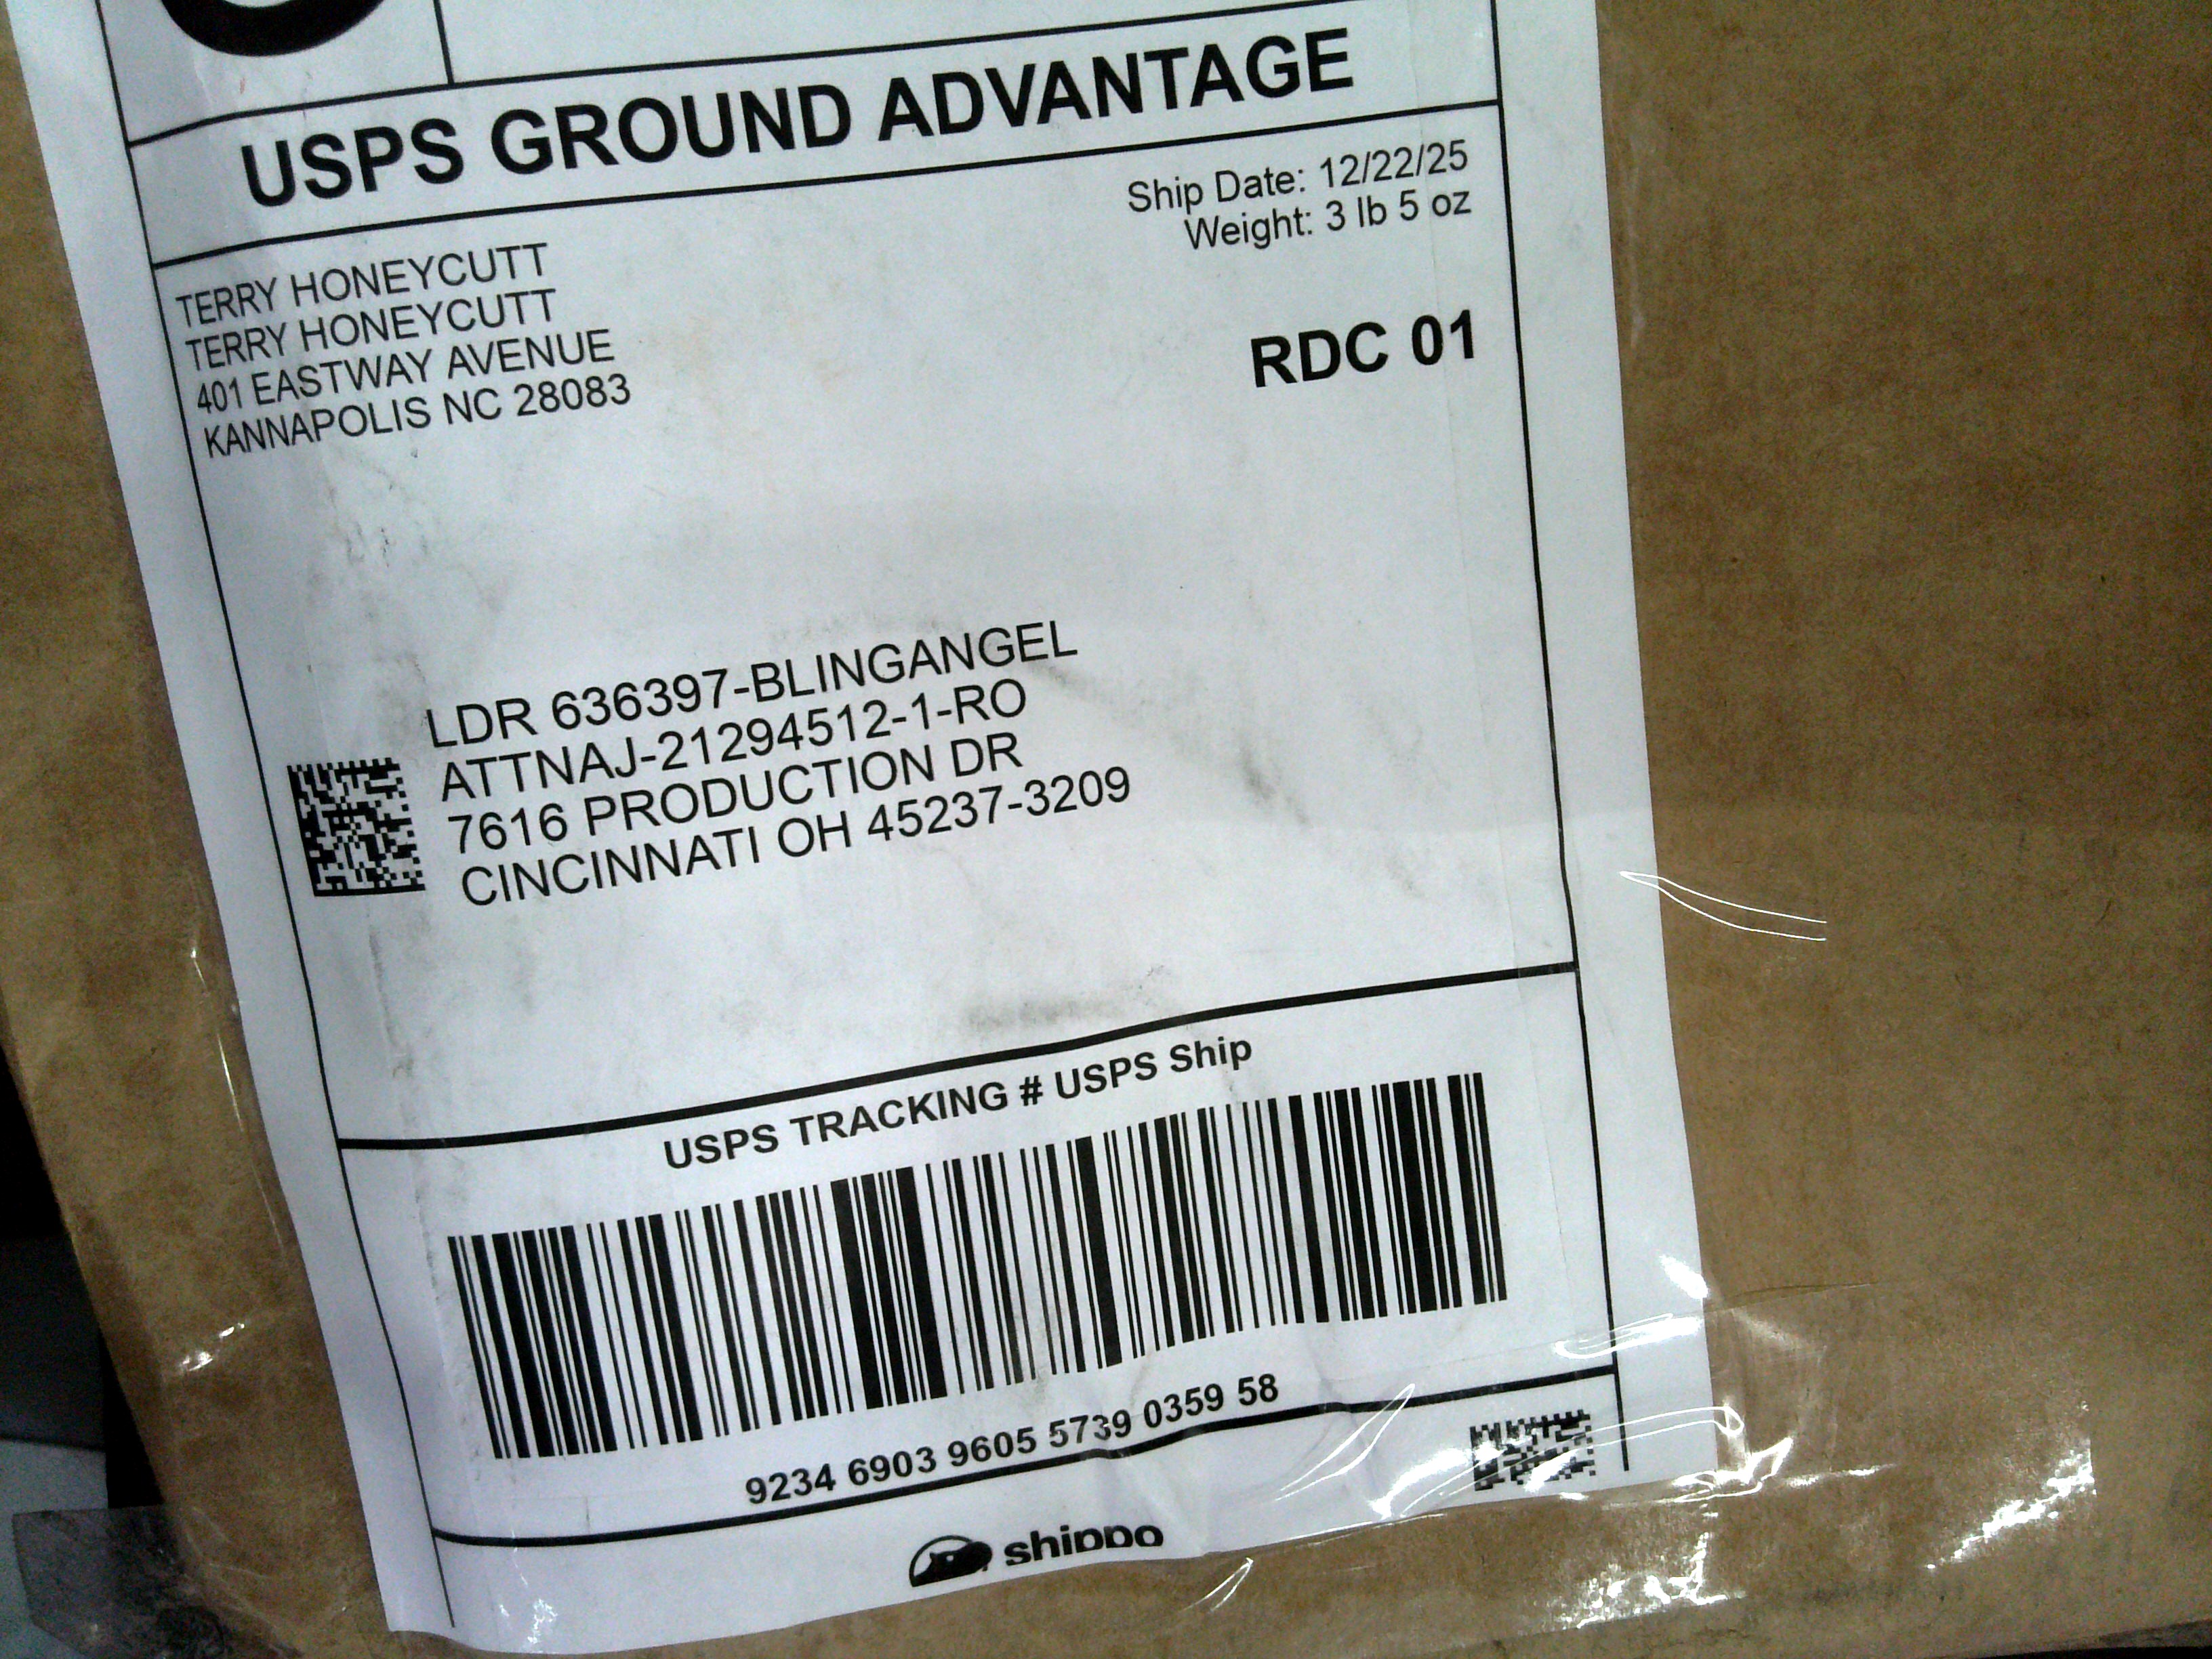 USPS GROUND ADVANTAGE
Ship Date: 12/22/25
Weight: 3 lb 5 oz
TERRY HONEYCUTT
TERRY HONEYCUTT
401 EASTWAY AVENUE
KANNAPOLIS NC 28083
RDC 01
LDR 636397-BLINGANGEL
ATTNAJ-21294512-1-RO
7616 PRODUCTION DR
CINCINNATI OH 45237-3209
USPS TRACKING # USPS Ship
9234 6903 9605 5739 0359 58
shippo